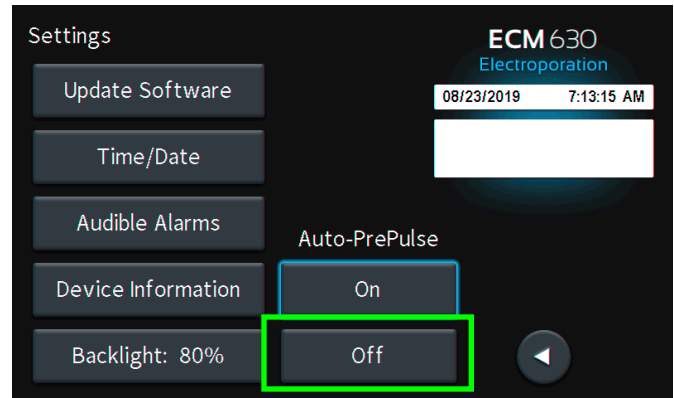 Settings
ECM 630
Electroporation
Update Software
08/23/2019 7:13:15 AM
Time/Date
Audible Alarms
Auto-PrePulse
Device Information
On
Backlight: 80%
Off